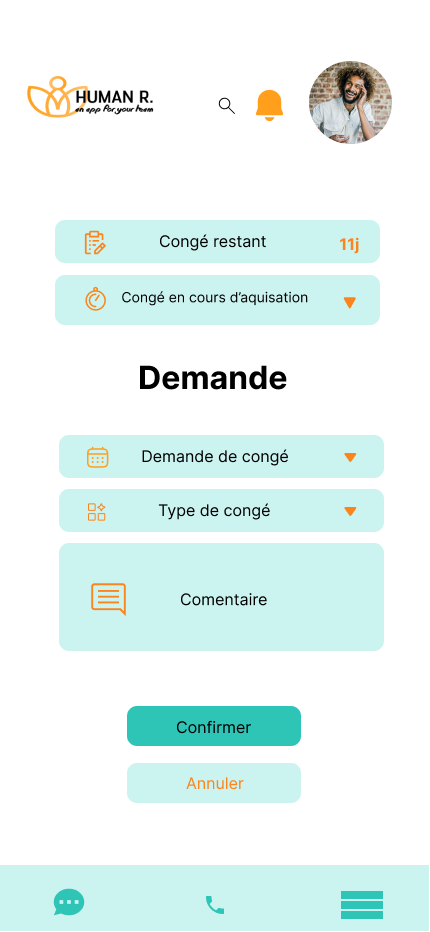 HUMAN R.
an app for your team
Congé restant
11j
Congé en cours d’aquisation
Demande
Demande de congé
Type de congé
Comentaire
Confirmer
Annuler